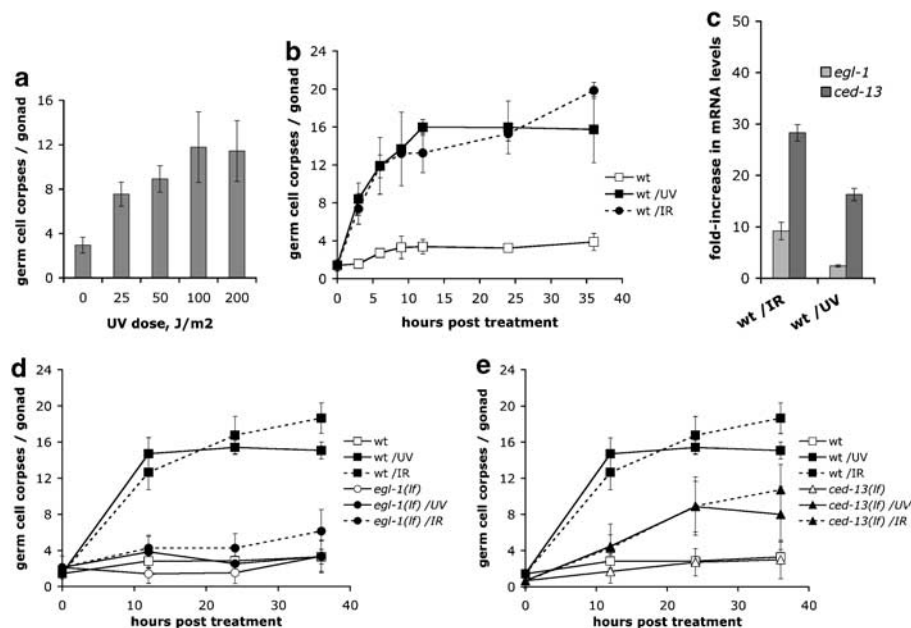 a
germ cell corpses / gonad
16
12
8
4
0
0 25 50 100 200
UV dose, J/m2
b
germ cell corpses / gonad
24
20
16
12
8
4
0
0 5 10 15 20 25 30 35 40
hours post treatment
wt
wt /UV
wt /IR
c
fold-increase in mRNA levels
50
40
30
20
10
0
egl-1
ced-13
wt /IR
wt /UV
d
germ cell corpses / gonad
24
20
16
12
8
4
0
0 10 20 30 40
hours post treatment
wt
wt /UV
wt /IR
egl-1(lf)
egl-1(lf) /UV
egl-1(lf) /IR
e
germ cell corpses / gonad
24
20
16
12
8
4
0
0 10 20 30 40
hours post treatment
wt
wt /UV
wt /IR
ced-13(lf)
ced-13(lf) /UV
ced-13(lf) /IR